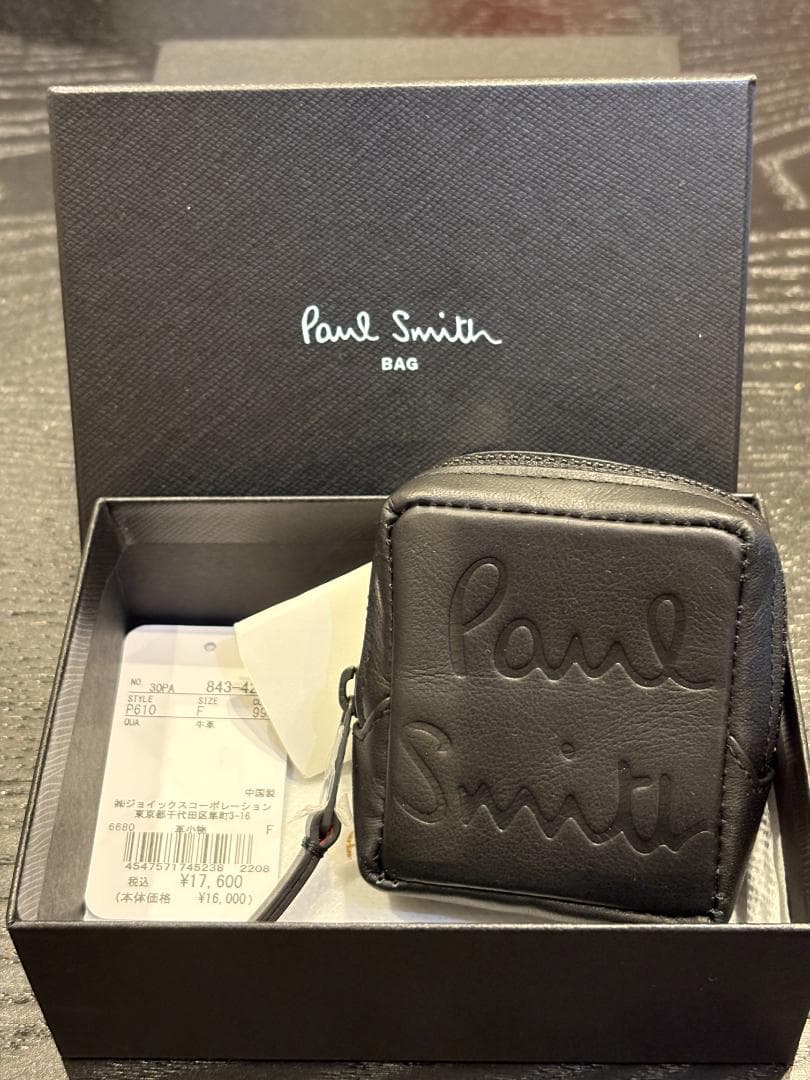 Paul Smith
BAG
Paul
Smith
NO. 30PA 843-42
STYLE SIZE
P610 F 99
QUA. 牛革
中国製
㈱ジョイックスコーポレーション
東京都千代田区隼町3-16
6680 革小物 F
4547571745238 2208
税込 ¥17,600
(本体価格 ¥16,000)